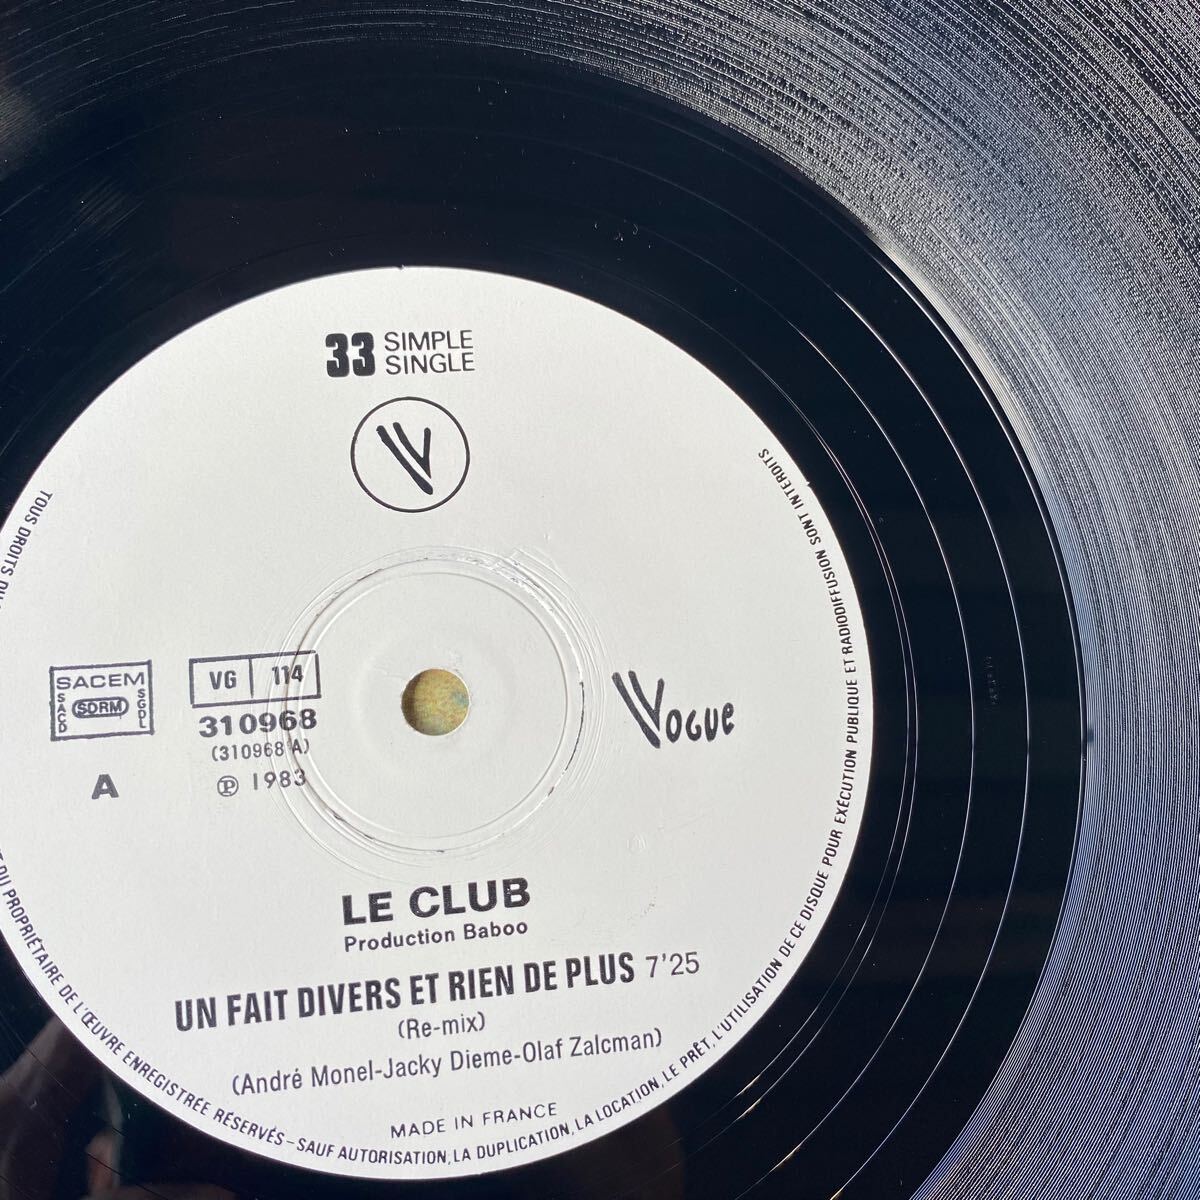 33 SIMPLE
SINGLE
SACEM
SACD
SDRM
SGDL
VG 114
310968
(310968 A)
Ⓟ 1983
A
VOGUE
LE CLUB
Production Baboo
UN FAIT DIVERS ET RIEN DE PLUS 7'25
(Re-mix)
(André Monel-Jacky Dieme-Olaf Zalcman)
MADE IN FRANCE
TOUS DROITS DU
DU PROPRIÉTAIRE DE L'ŒUVRE ENREGISTRÉE RÉSERVÉS - SAUF AUTORISATION, LA DUPLICATION, LA LOCATION, LE PRÊT, L'UTILISATION DE CE DISQUE POUR EXÉCUTION PUBLIQUE ET RADIODIFFUSION SONT INTERDITS